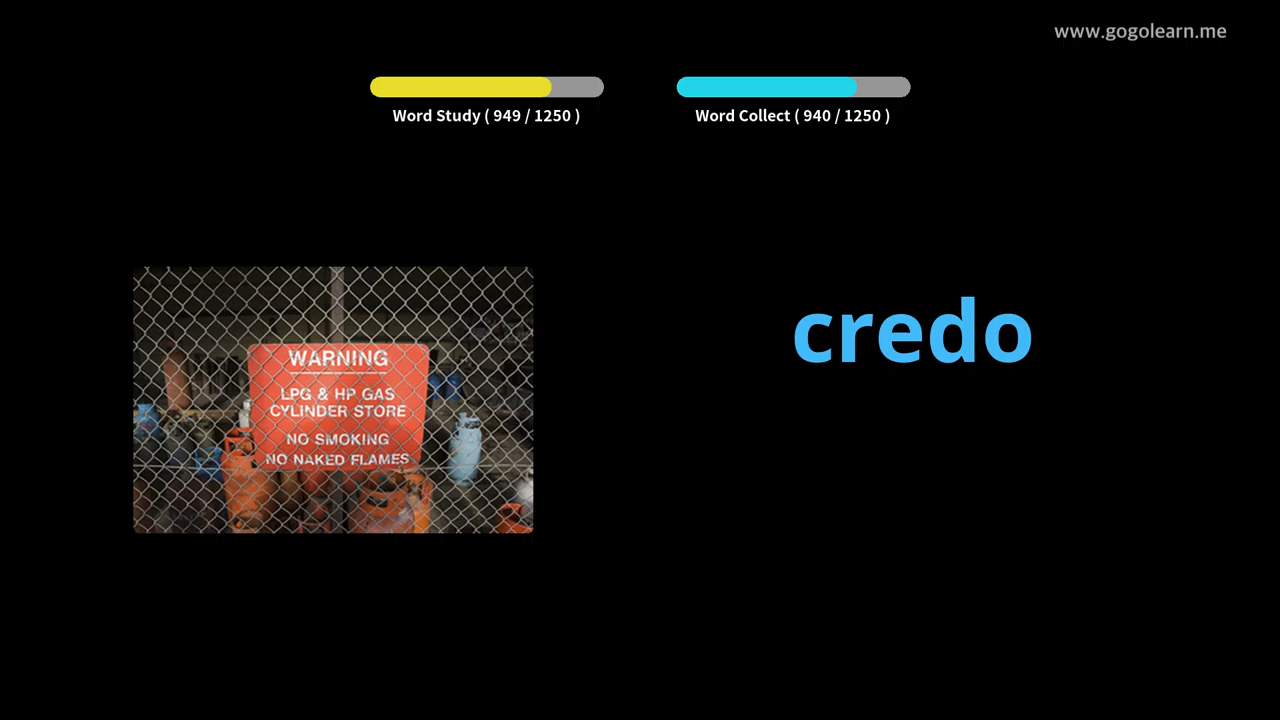 www.gogolearn.me
Word Study ( 949 / 1250 )
Word Collect ( 940 / 1250 )
credo
WARNING
LPG & HP GAS
CYLINDER STORE
NO SMOKING
NO NAKED FLAMES